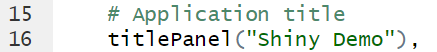 15 # Application title
16 titlePanel("Shiny Demo"),